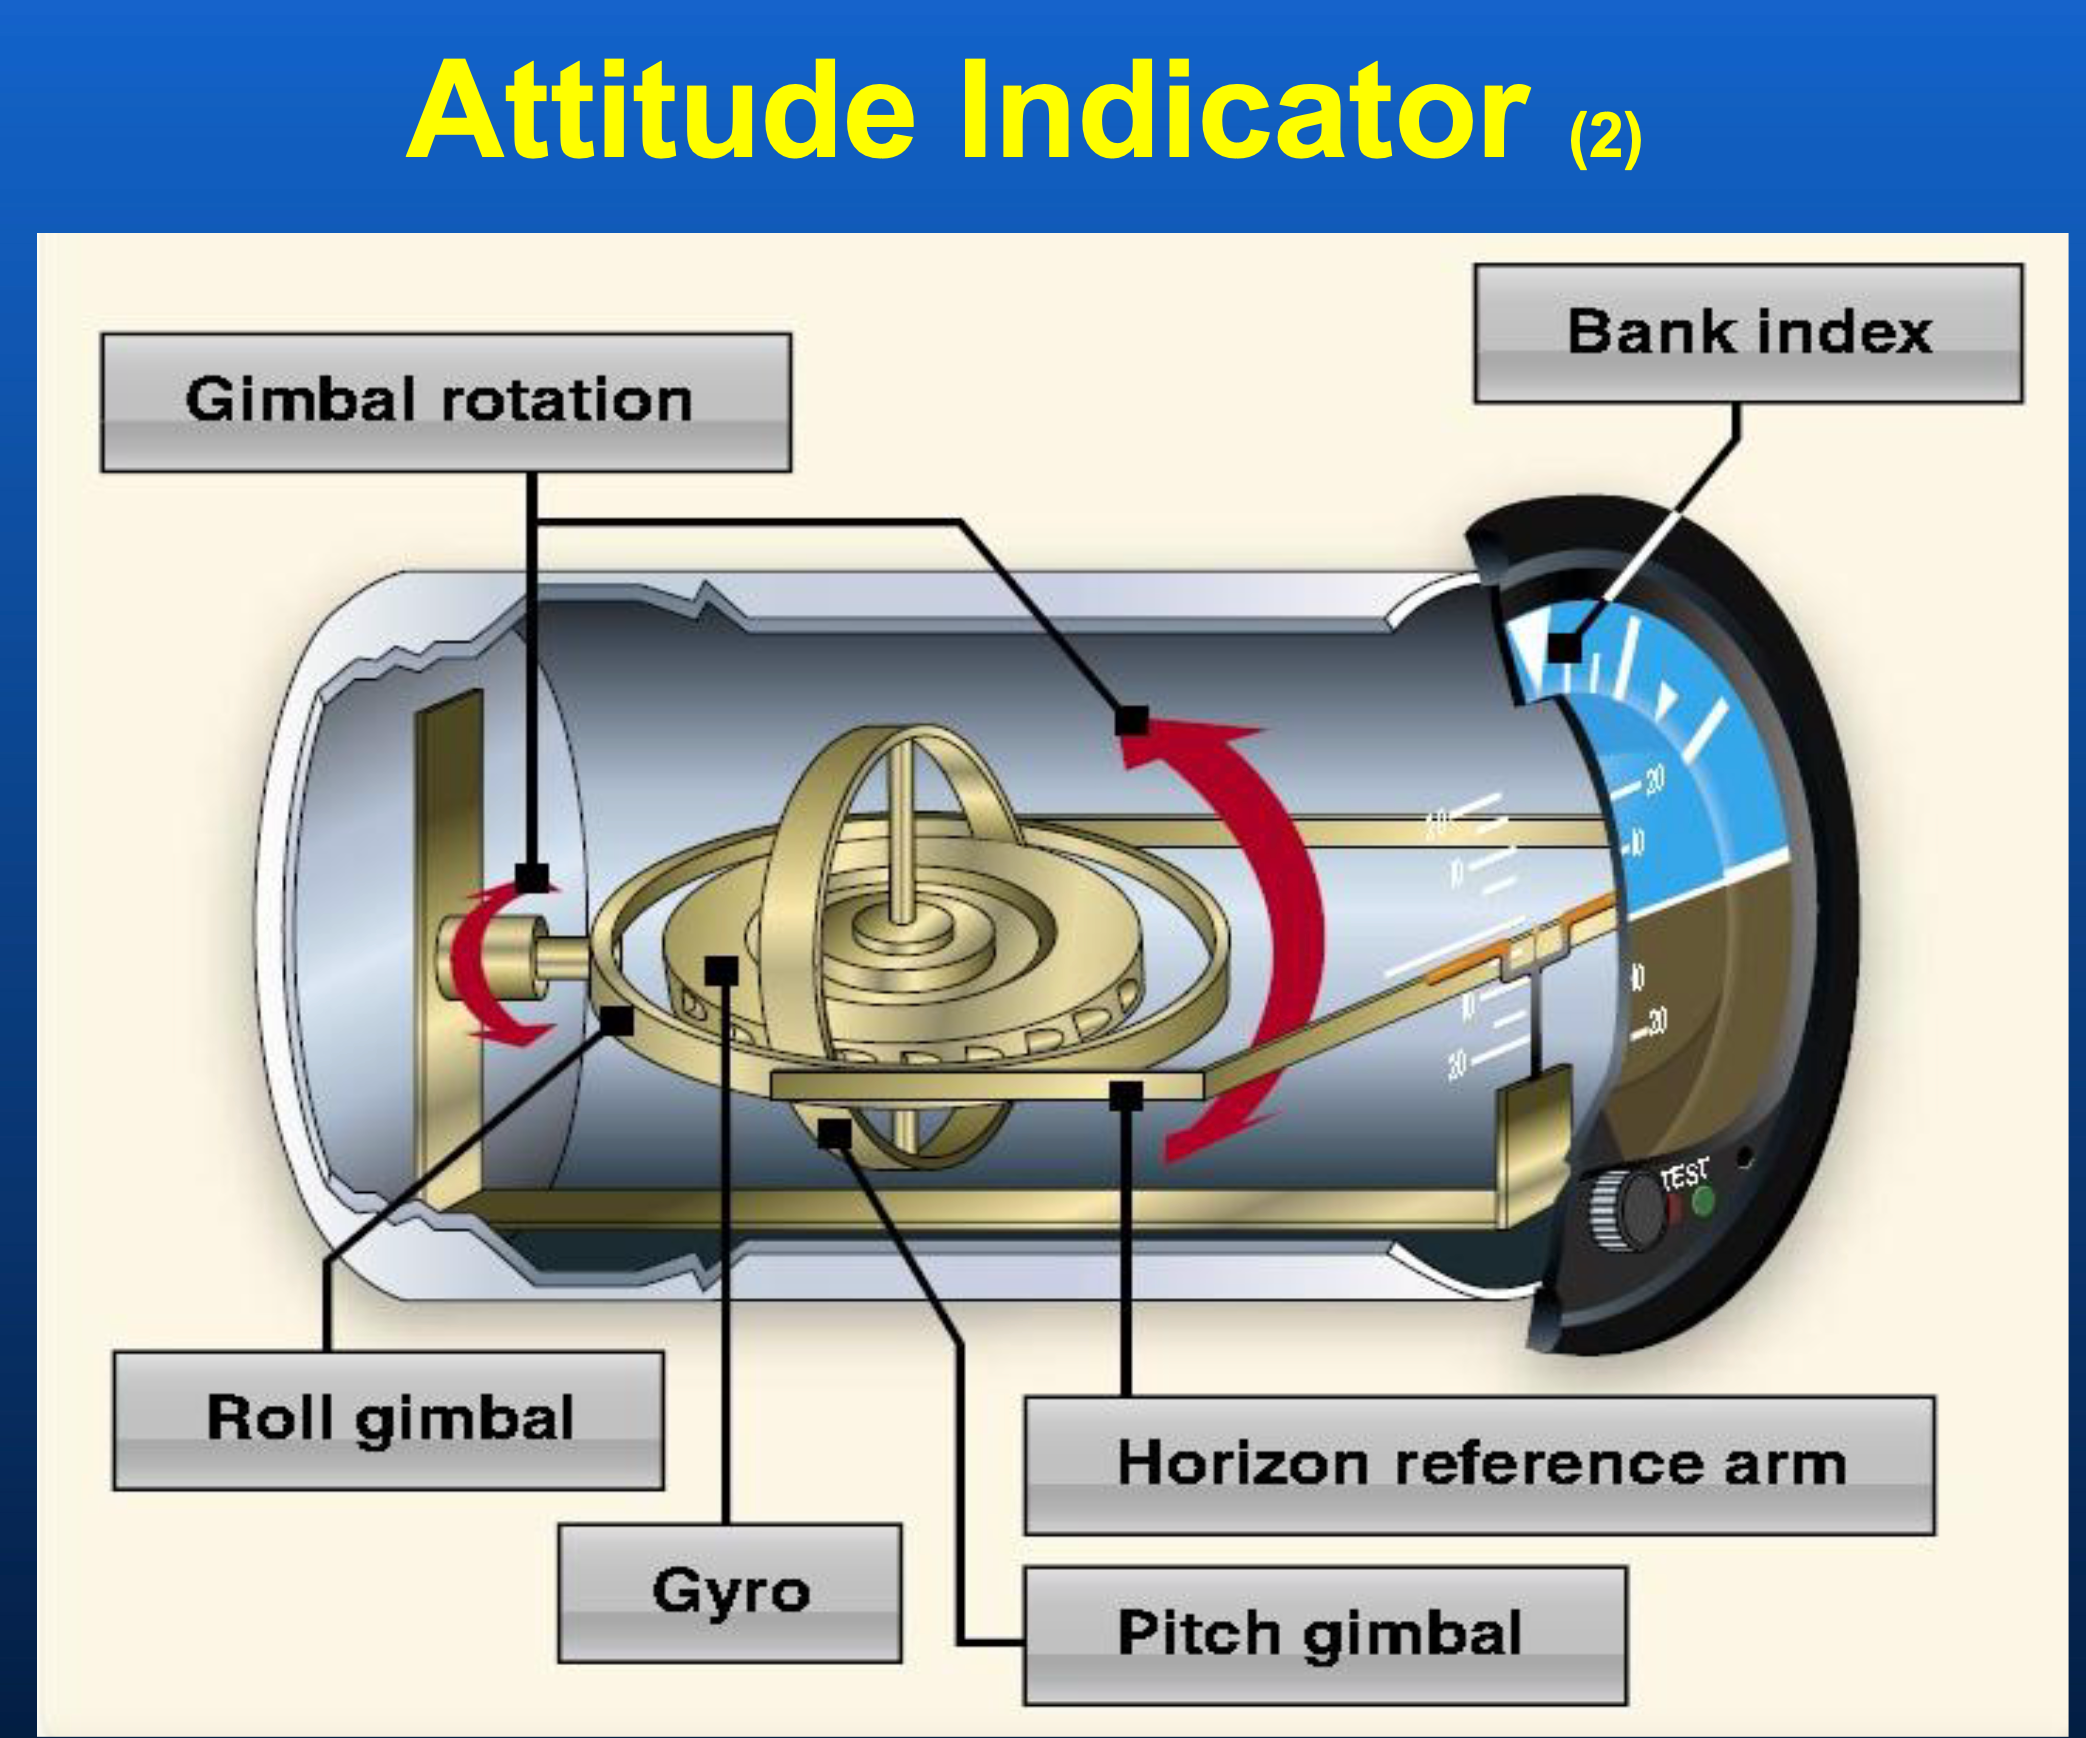 Attitude Indicator (2)
Bank index
Gimbal rotation
20
20
10
10
10
10
20
20
TEST
Roll gimbal
Horizon reference arm
Gyro
Pitch gimbal